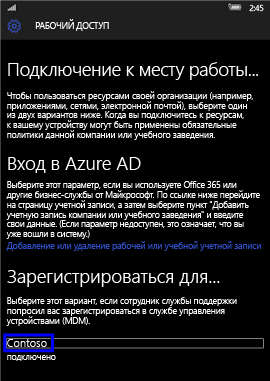 2:45
РАБОЧИЙ ДОСТУП
Подключение к месту работы...
Чтобы пользоваться ресурсами своей организации (например,
приложениями, сетями, электронной почтой), выберите один
из двух вариантов ниже. Когда вы подключитесь к ресурсам,
к вашему устройству могут быть применены обязательные
политики данной компании или учебного заведения.
Вход в Azure AD
Выберите этот параметр, если вы используете Office 365 или
другие бизнес-службы от Майкрософт. По ссылке ниже перейдите
на страницу учетной записи, а затем выберите пункт "Добавить
учетную запись компании или учебного заведения" и введите
свои данные. (Если параметр недоступен, это означает, что вы
уже вошли в систему.)
Добавление или удаление рабочей или учебной учетной записи
Зарегистрироваться для...
Выберите этот вариант, если сотрудник службы поддержки
попросил вас зарегистрироваться в службе управления
устройствами (MDM).
Contoso
подключено